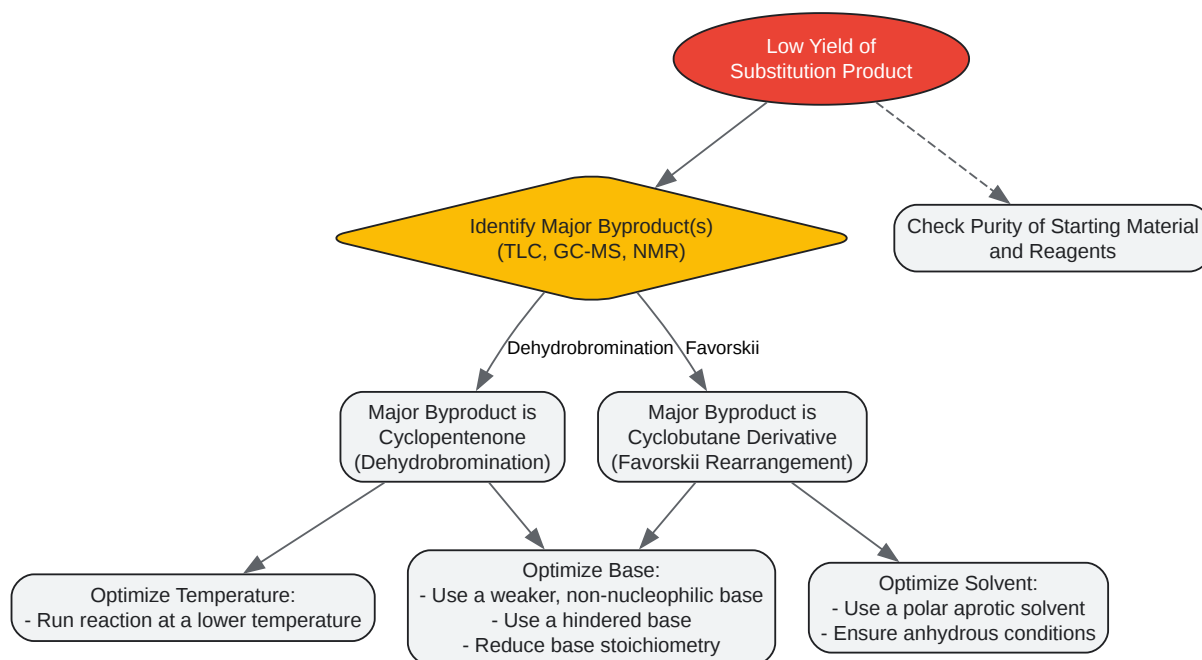 Low Yield of
Substitution Product
Identify Major Byproduct(s)
(TLC, GC-MS, NMR)
Check Purity of Starting Material
and Reagents
Dehydrobromination
Favorskii
Major Byproduct is
Cyclopentenone
(Dehydrobromination)
Major Byproduct is
Cyclobutane Derivative
(Favorskii Rearrangement)
Optimize Temperature:
- Run reaction at a lower temperature
Optimize Base:
- Use a weaker, non-nucleophilic base
- Use a hindered base
- Reduce base stoichiometry
Optimize Solvent:
- Use a polar aprotic solvent
- Ensure anhydrous conditions